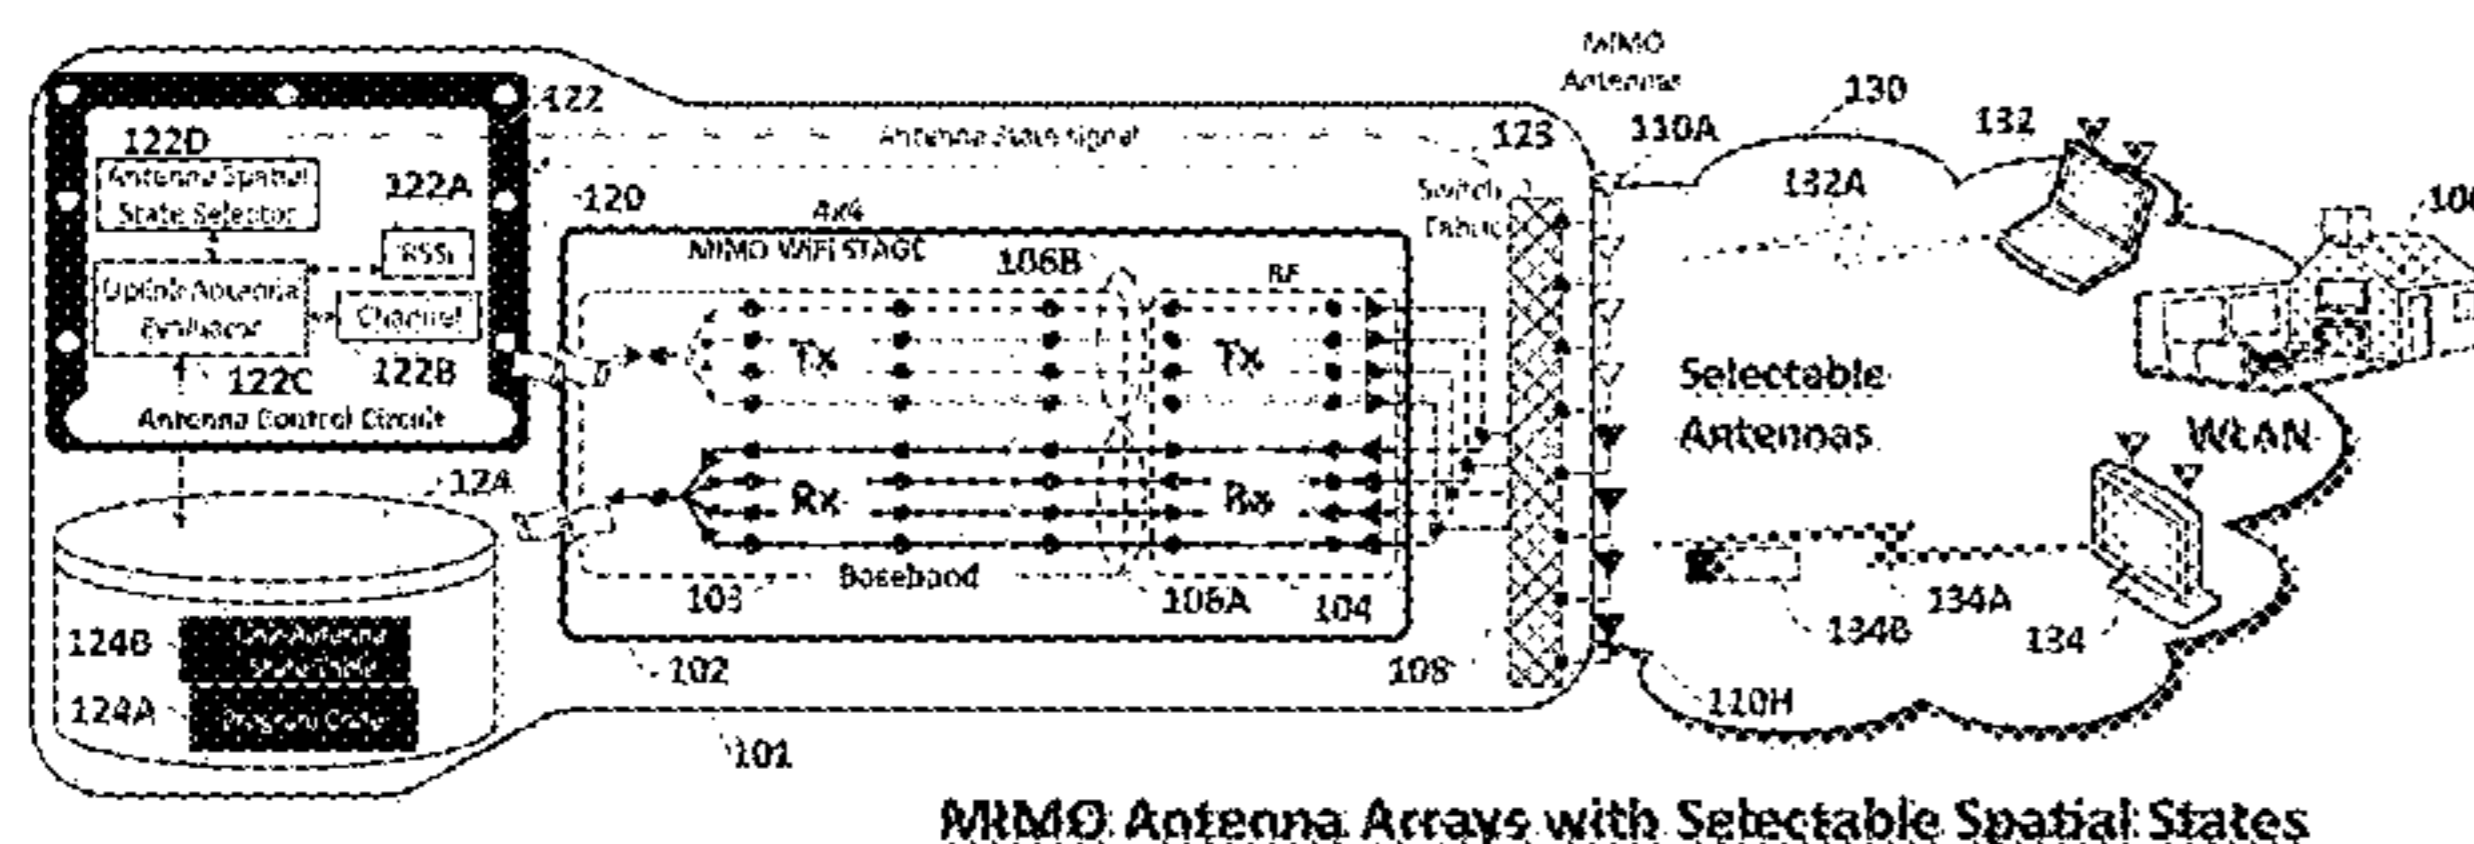 MIMO
Antennas
130
122
Antenna State signal
123
110A
132
122D
Antenna Spatial
State Selector
122A
120
4x4
Switch
Fabric
132A
RSSI
MIMO WiFi STAGE
106B
RF
Uplink Antenna
Evaluator
Channel
Tx
Tx
122C
122B
Selectable
Antennas
WLAN
Antenna Control Circuit
124
Rx
Rx
103
Baseband
106A
104
134A
134B
134
124B
102
108
124A
Program Code
110H
101
MIMO Antenna Arrays with Selectable Spatial States